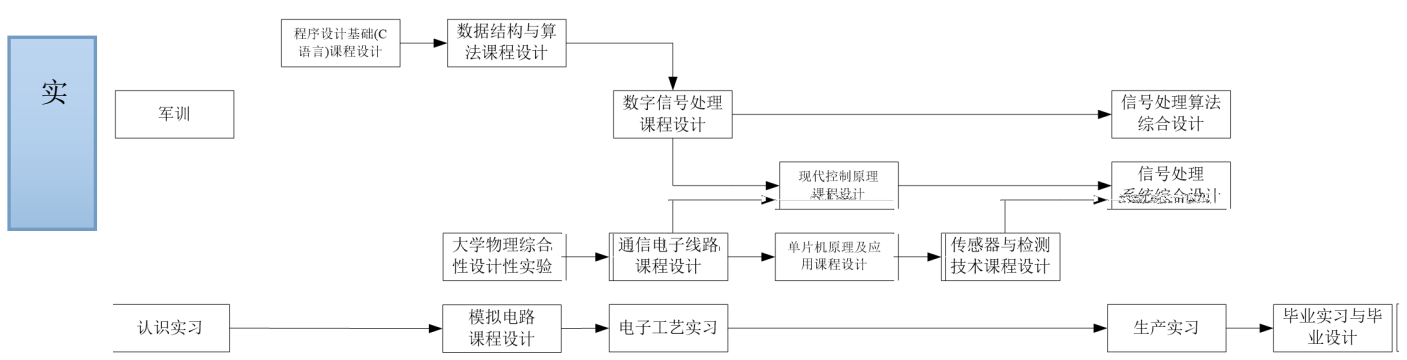 实
程序设计基础(C
语言)课程设计
数据结构与算
法课程设计
军训
数字信号处理
课程设计
信号处理算法
综合设计
现代控制原理
课程设计
信号处理
系统综合设计
大学物理综合
性设计性实验
通信电子线路
课程设计
单片机原理及应
用课程设计
传感器与检测
技术课程设计
认识实习
模拟电路
课程设计
电子工艺实习
生产实习
毕业实习与毕
业设计